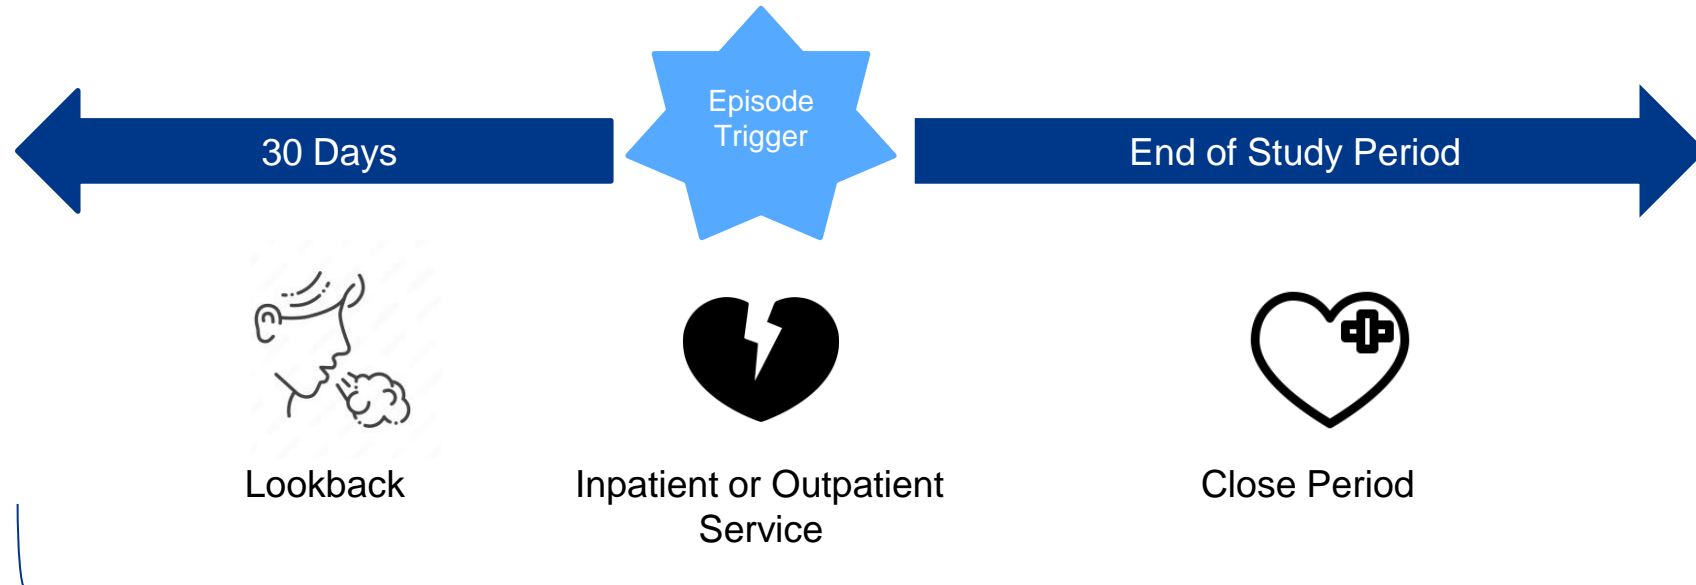 Episode
Trigger
30 Days
End of Study Period
Lookback
Inpatient or Outpatient
Service
Close Period